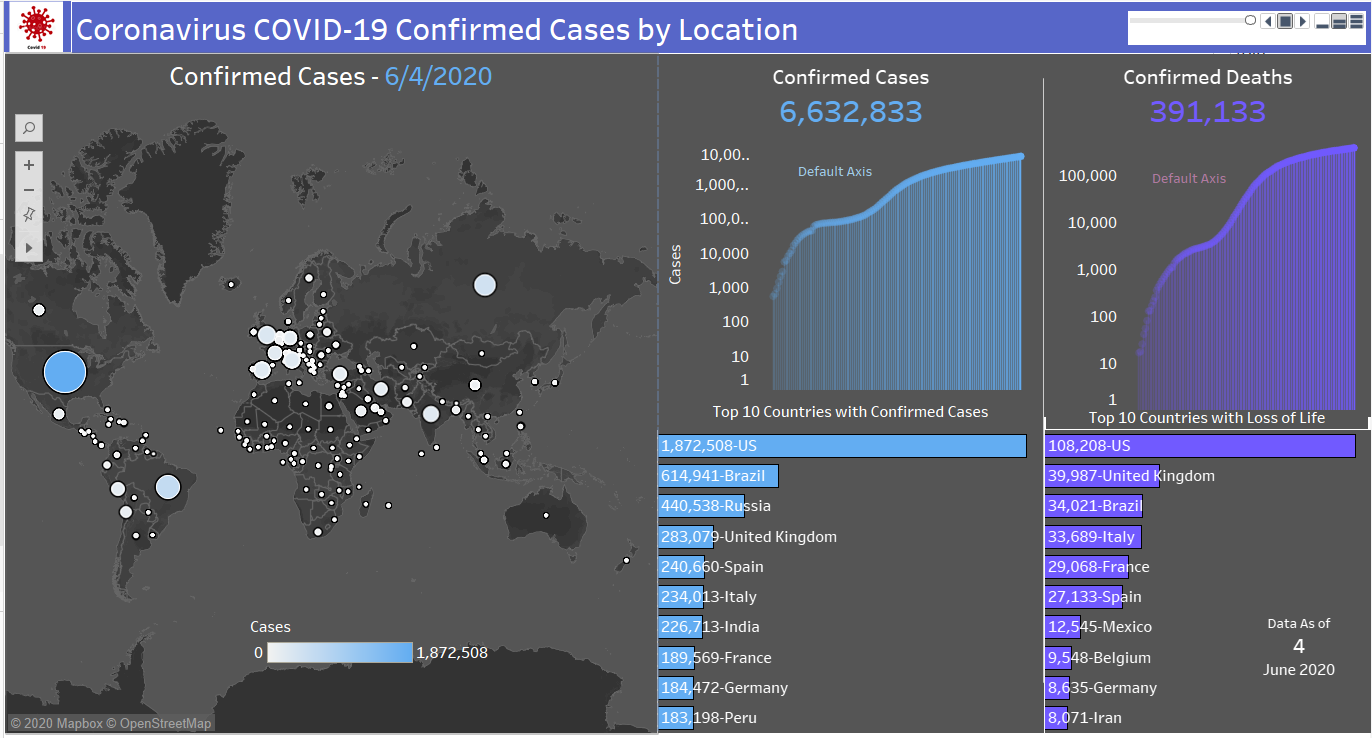 Covid 19
Coronavirus COVID-19 Confirmed Cases by Location
Confirmed Cases - 6/4/2020
Cases
0
1,872,508
© 2020 Mapbox © OpenStreetMap
Confirmed Cases
6,632,833
Default Axis
Cases
10,00..
1,000,..
100,0..
10,000
1,000
100
10
1
Top 10 Countries with Confirmed Cases
1,872,508-US
614,941-Brazil
440,538-Russia
283,079-United Kingdom
240,660-Spain
234,013-Italy
226,713-India
189,569-France
184,472-Germany
183,198-Peru
Confirmed Deaths
391,133
Default Axis
100,000
10,000
1,000
100
10
1
Top 10 Countries with Loss of Life
108,208-US
39,987-United Kingdom
34,021-Brazil
33,689-Italy
29,068-France
27,133-Spain
12,545-Mexico
9,548-Belgium
8,635-Germany
8,071-Iran
Data As of
4
June 2020